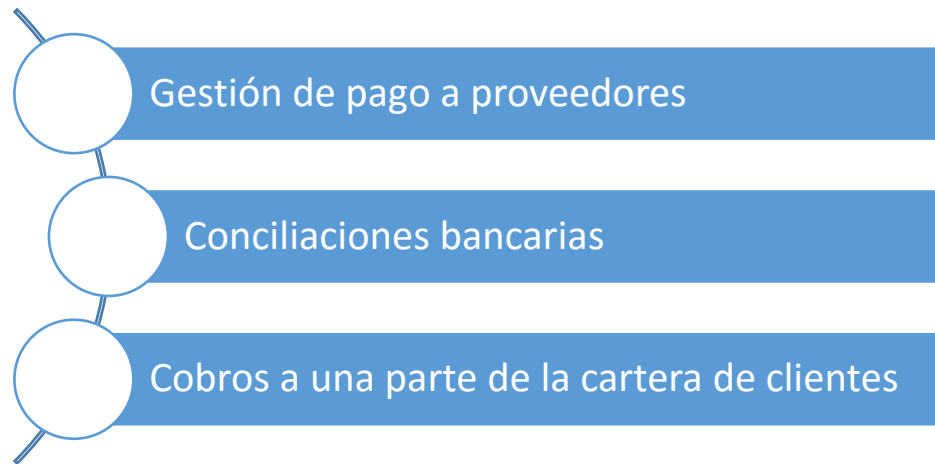 Gestión de pago a proveedores
Conciliaciones bancarias
Cobros a una parte de la cartera de clientes